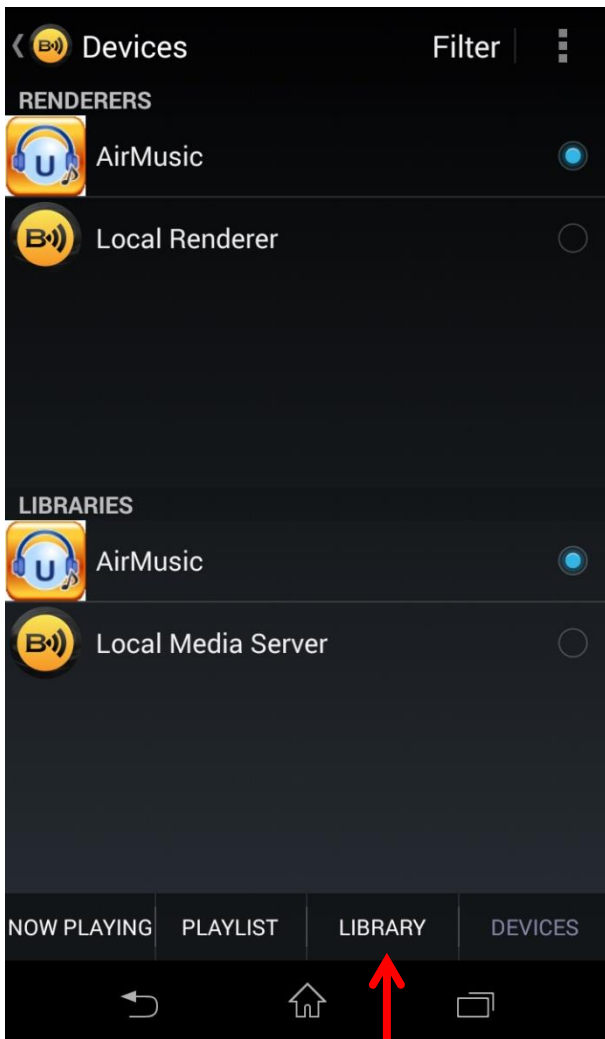 Devices Filter
RENDERERS
U AirMusic
B Local Renderer
LIBRARIES
U AirMusic
B Local Media Server
NOW PLAYING PLAYLIST LIBRARY DEVICES